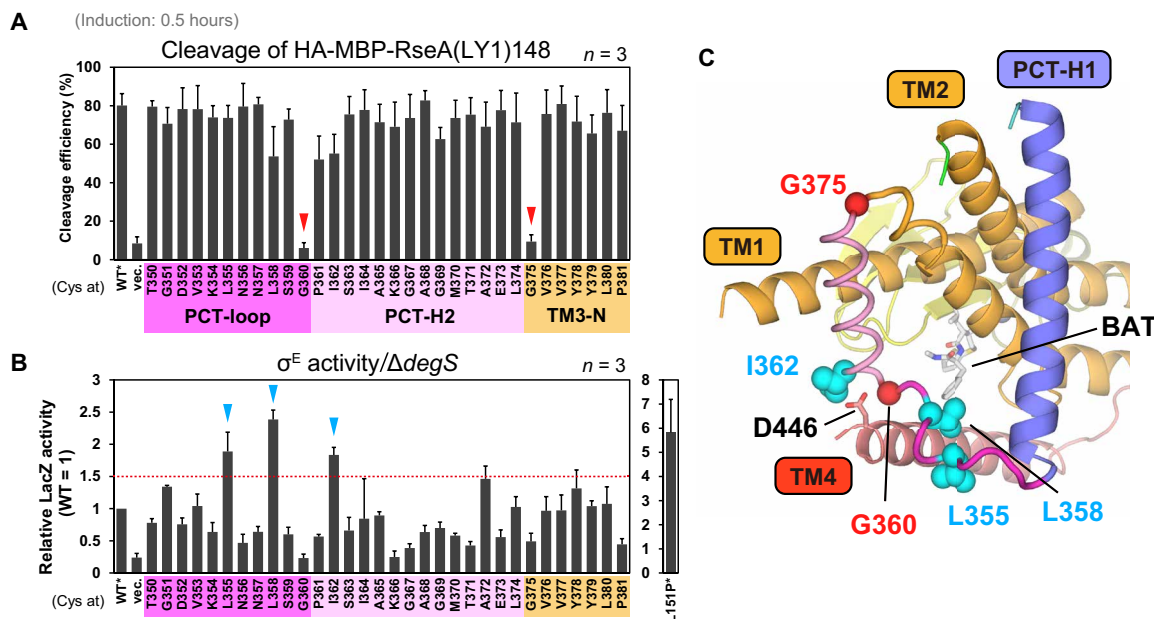 (Induction: 0.5 hours)
A
Cleavage of HA-MBP-RseA(LY1)148
n = 3
Cleavage efficiency (%)
100
80
60
40
20
0
(Cys at)
WT*
vec.
T350
G351
D352
V353
K354
L355
N356
N357
L358
S359
G360
P361
I362
S363
I364
A365
K366
G367
A368
G369
M370
T371
A372
E373
L374
G375
V376
V377
Y378
Y379
L380
P381
PCT-loop
PCT-H2
TM3-N
B
σE activity/ΔdegS
n = 3
Relative LacZ activity
(WT = 1)
3
2.5
2
1.5
1
0.5
0
8
7
6
5
4
3
2
1
0
(Cys at)
WT*
vec.
T350
G351
D352
V353
K354
L355
N356
N357
L358
S359
G360
P361
I362
S363
I364
A365
K366
G367
A368
G369
M370
T371
A372
E373
L374
G375
V376
V377
Y378
Y379
L380
P381
L151P*
C
TM2
PCT-H1
G375
TM1
BAT
I362
D446
TM4
G360
L355
L358